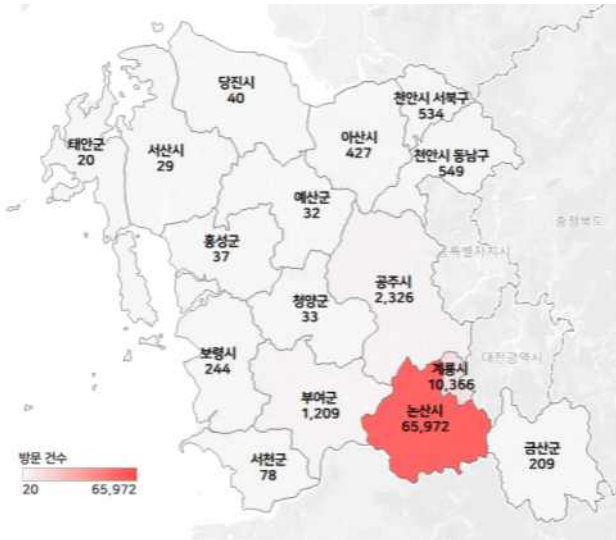 당진시
40
천안시 서북구
534
태안군
20
서산시
29
아산시
427
천안시 동남구
549
예산군
32
충청북도
홍성군
37
특별자치시
공주시
2,326
청양군
33
보령시
244
대전광역시
계룡시
10,366
부여군
1,209
논산시
65,972
방문 건수
20
65,972
서천군
78
금산군
209